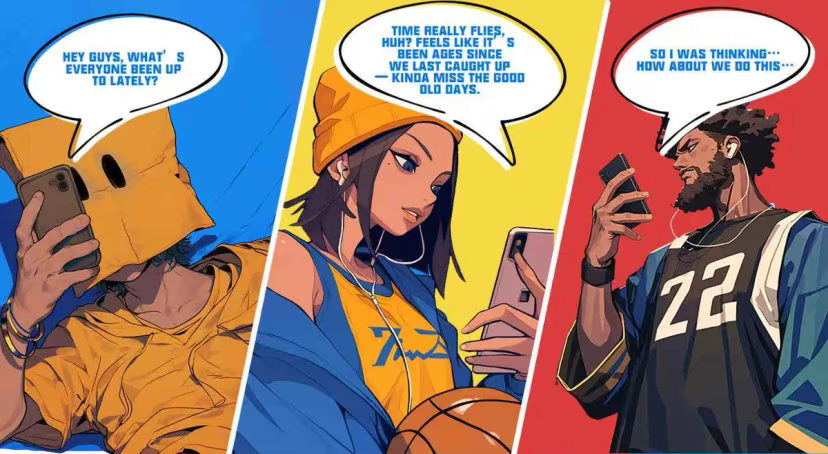 HEY GUYS, WHAT'S
EVERYONE BEEN UP
TO LATELY?
TIME REALLY FLIES,
HUH? FEELS LIKE IT'S
BEEN AGES SINCE
WE LAST CAUGHT UP
— KINDA MISS THE GOOD
OLD DAYS.
SO I WAS THINKING…
HOW ABOUT WE DO THIS…
22